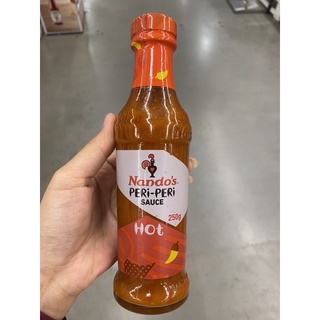 Nando's
PERi-PERi
SAUCE
250g
HOt